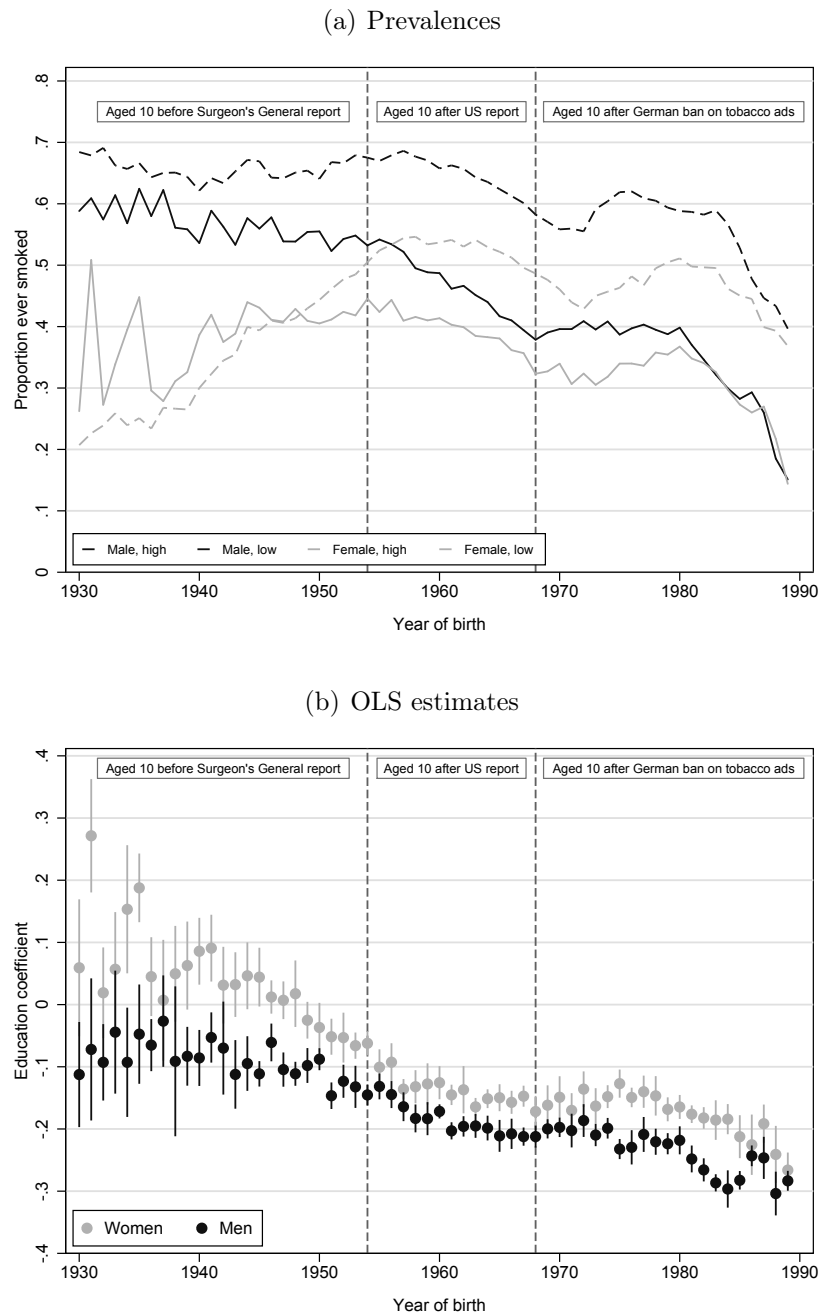 (a) Prevalences
Proportion ever smoked
.8
.7
.6
.5
.4
.3
.2
.1
0
Aged 10 before Surgeon's General report
Aged 10 after US report
Aged 10 after German ban on tobacco ads
Male, high
Male, low
Female, high
Female, low
1930
1940
1950
1960
1970
1980
1990
Year of birth
(b) OLS estimates
Education coefficient
.4
.3
.2
.1
0
-.1
-.2
-.3
-.4
Aged 10 before Surgeon's General report
Aged 10 after US report
Aged 10 after German ban on tobacco ads
Women
Men
1930
1940
1950
1960
1970
1980
1990
Year of birth